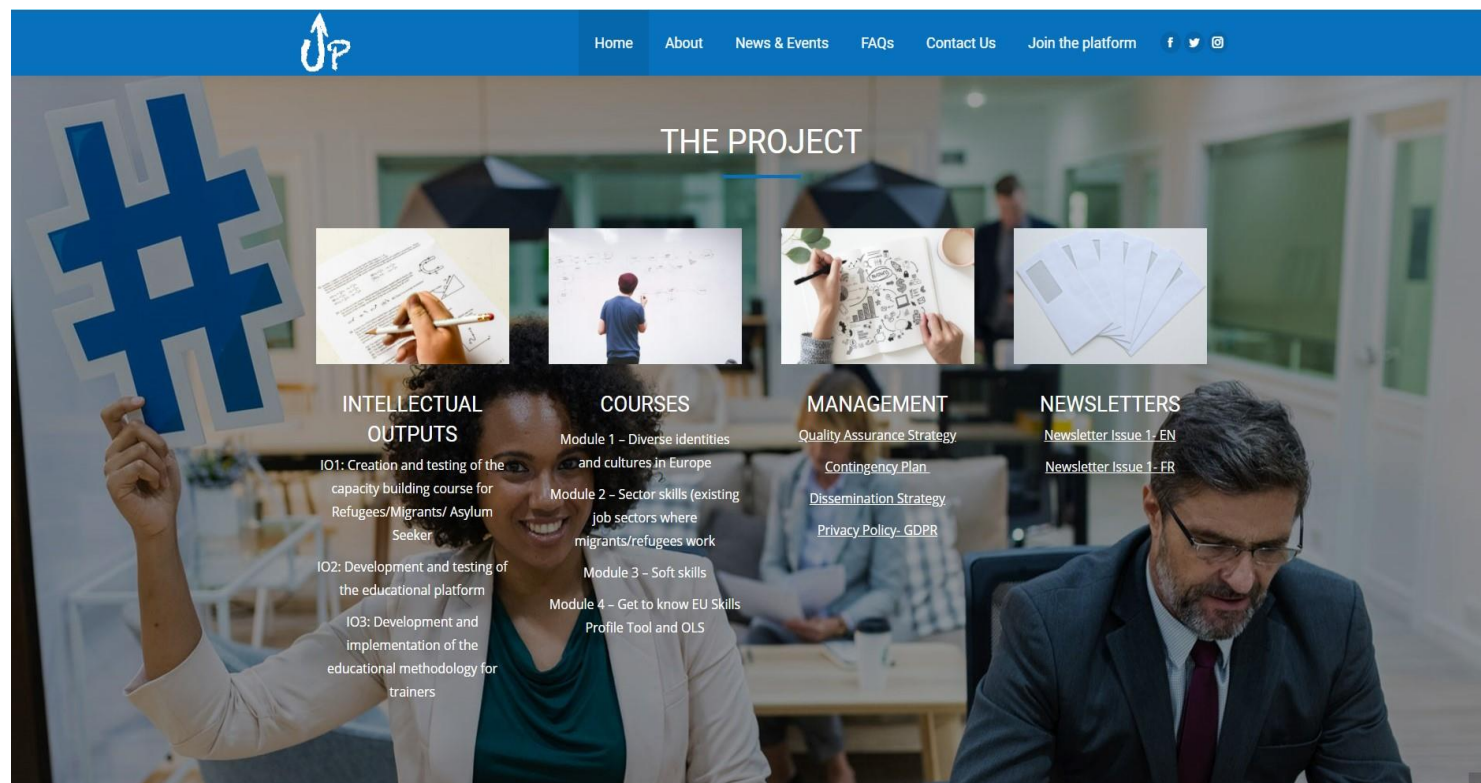 UP
Home About News & Events FAQs Contact Us Join the platform
THE PROJECT
INTELLECTUAL
OUTPUTS
IO1: Creation and testing of the
capacity building course for
Refugees/Migrants/ Asylum
Seeker
IO2: Development and testing of
the educational platform
IO3: Development and
implementation of the
educational methodology for
trainers
COURSES
Module 1 – Diverse identities
and cultures in Europe
Module 2 – Sector skills (existing
job sectors where
migrants/refugees work
Module 3 – Soft skills
Module 4 – Get to know EU Skills
Profile Tool and OLS
MANAGEMENT
Quality Assurance Strategy
Contingency Plan
Dissemination Strategy
Privacy Policy- GDPR
NEWSLETTERS
Newsletter Issue 1- EN
Newsletter Issue 1- FR